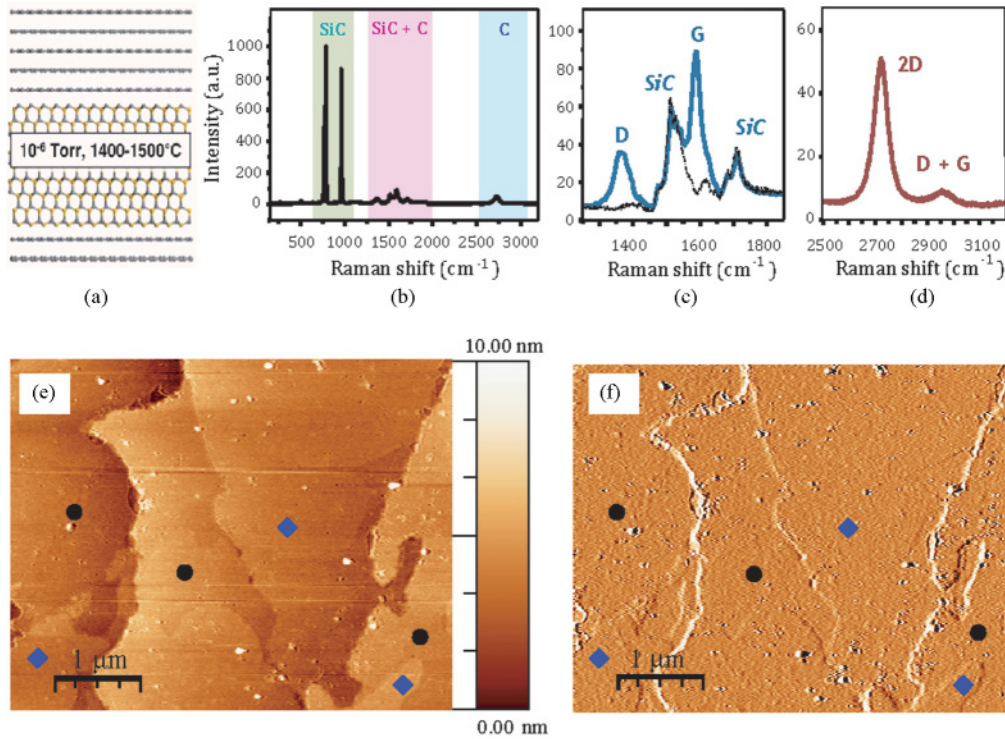 10-6 Torr, 1400-1500°C
(a)
SiC
SiC + C
C
1000
800
600
400
200
0
Intensity (a.u.)
500
1000
1500
2000
2500
3000
Raman shift (cm-1)
(b)
100
80
60
40
20
0
D
SiC
G
SiC
1400
1600
1800
Raman shift (cm-1)
(c)
60
40
20
0
2D
D + G
2500
2700
2900
3100
Raman shift (cm-1)
(d)
(e)
1 µm
10.00 nm
0.00 nm
(f)
1 µm